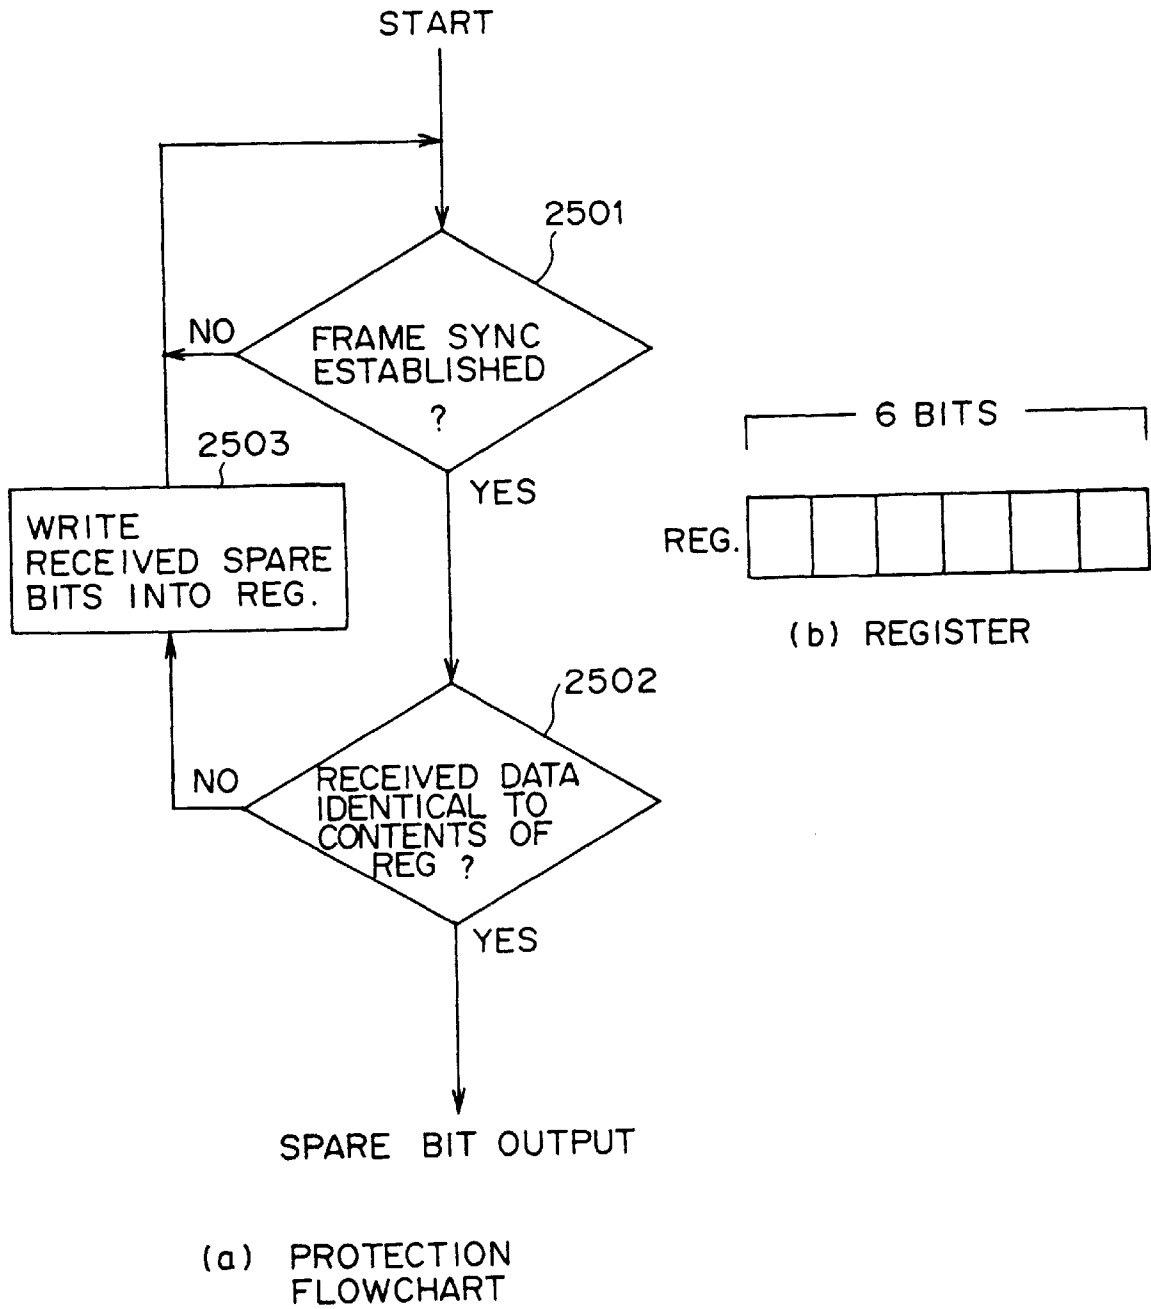 START
2501
NO
FRAME SYNC
ESTABLISHED
?
YES
2503
WRITE
RECEIVED SPARE
BITS INTO REG.
6 BITS
REG.
(b) REGISTER
2502
NO
RECEIVED DATA
IDENTICAL TO
CONTENTS OF
REG ?
YES
SPARE BIT OUTPUT
(a) PROTECTION
FLOWCHART